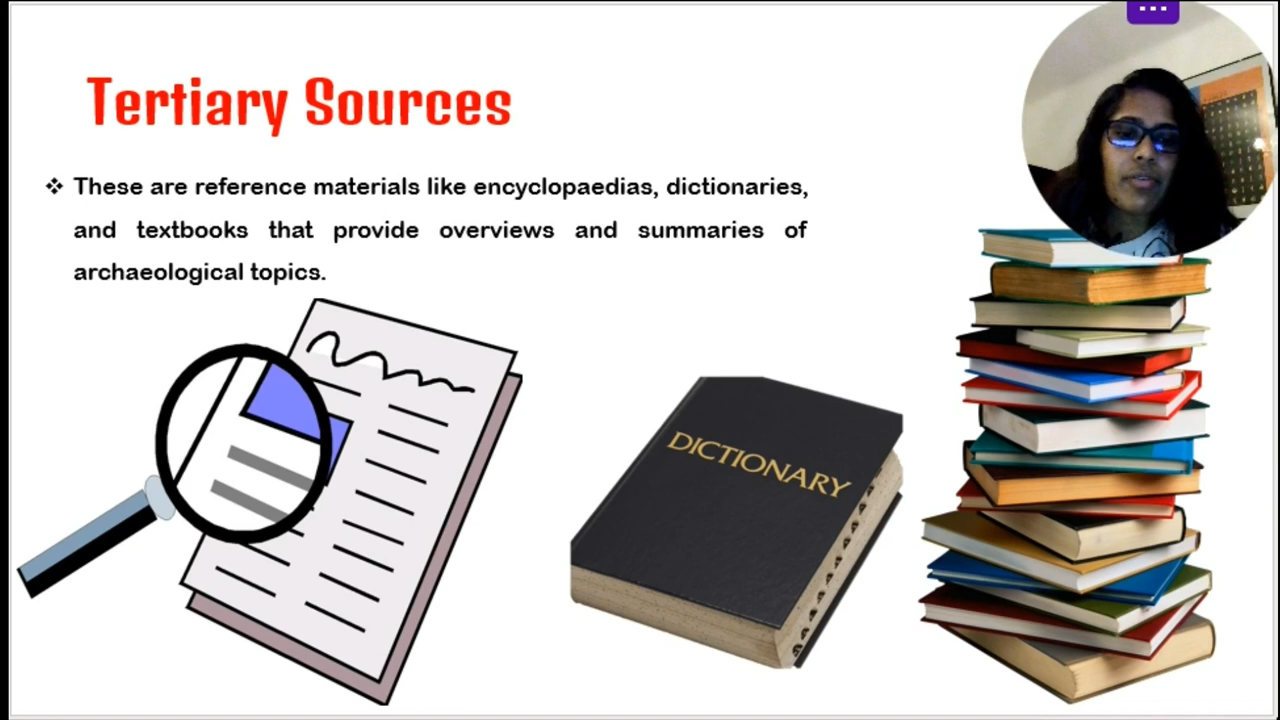 Tertiary Sources
❖ These are reference materials like encyclopaedias, dictionaries,
and textbooks that provide overviews and summaries of
archaeological topics.
DICTIONARY